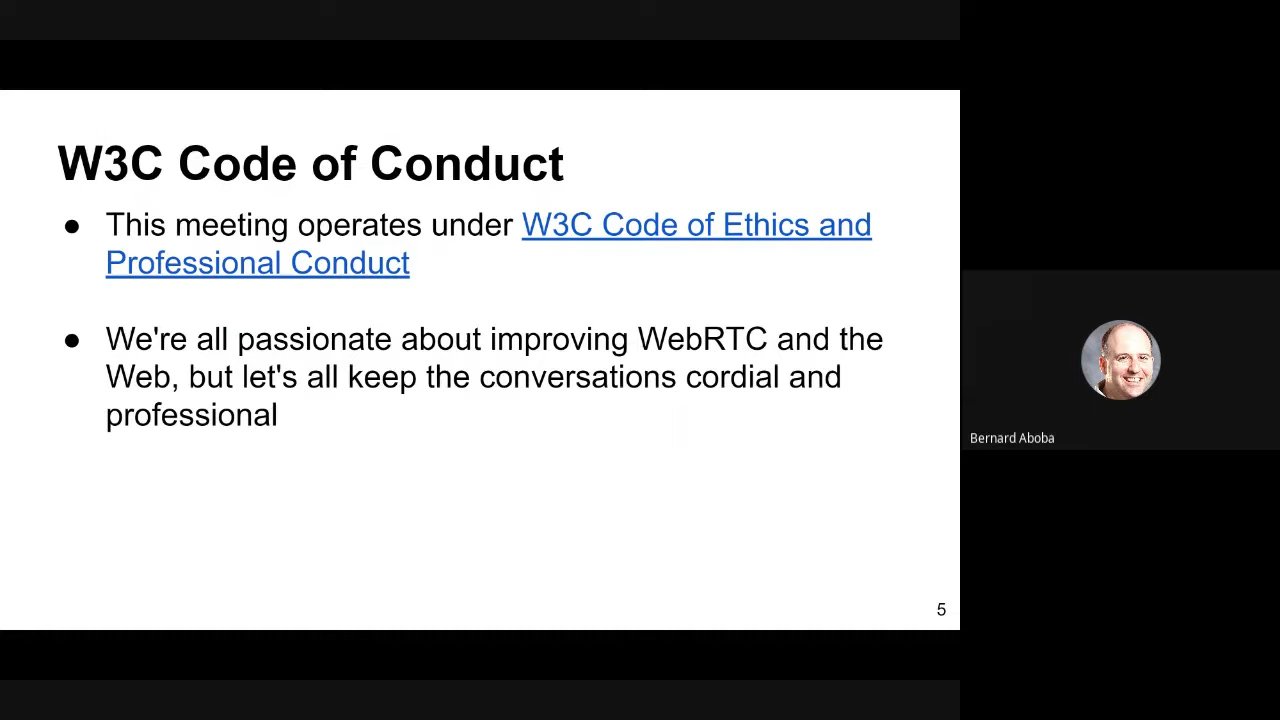 W3C Code of Conduct
● This meeting operates under W3C Code of Ethics and
Professional Conduct
● We're all passionate about improving WebRTC and the
Web, but let's all keep the conversations cordial and
professional
5
Bernard Aboba